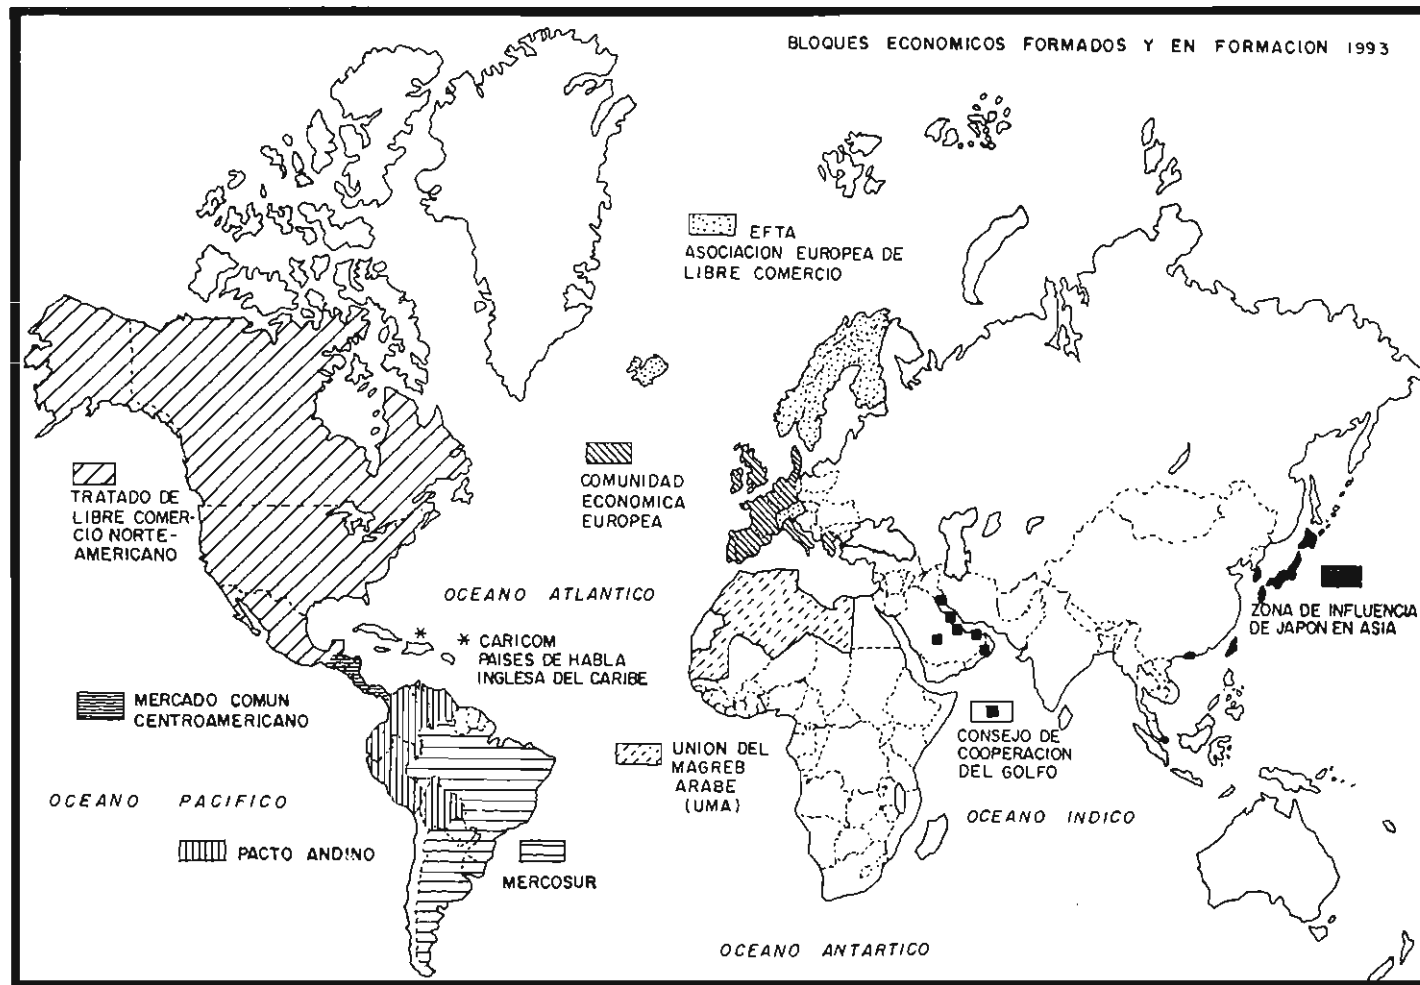 BLOQUES ECONOMICOS FORMADOS Y EN FORMACION 1993
EFTA
ASOCIACION EUROPEA DE
LIBRE COMERCIO
COMUNIDAD
ECONOMICA
EUROPEA
TRATADO DE
LIBRE COMER-
CIO NORTE-
AMERICANO
OCEANO ATLANTICO
* CARICOM
PAISES DE HABLA
INGLESA DEL CARIBE
*
ZONA DE INFLUENCIA
DE JAPON EN ASIA
MERCADO COMUN
CENTROAMERICANO
UNION DEL
MAGREB
ARABE
(UMA)
CONSEJO DE
COOPERACION
DEL GOLFO
OCEANO PACIFICO
OCEANO INDICO
PACTO ANDINO
MERCOSUR
OCEANO ANTARTICO